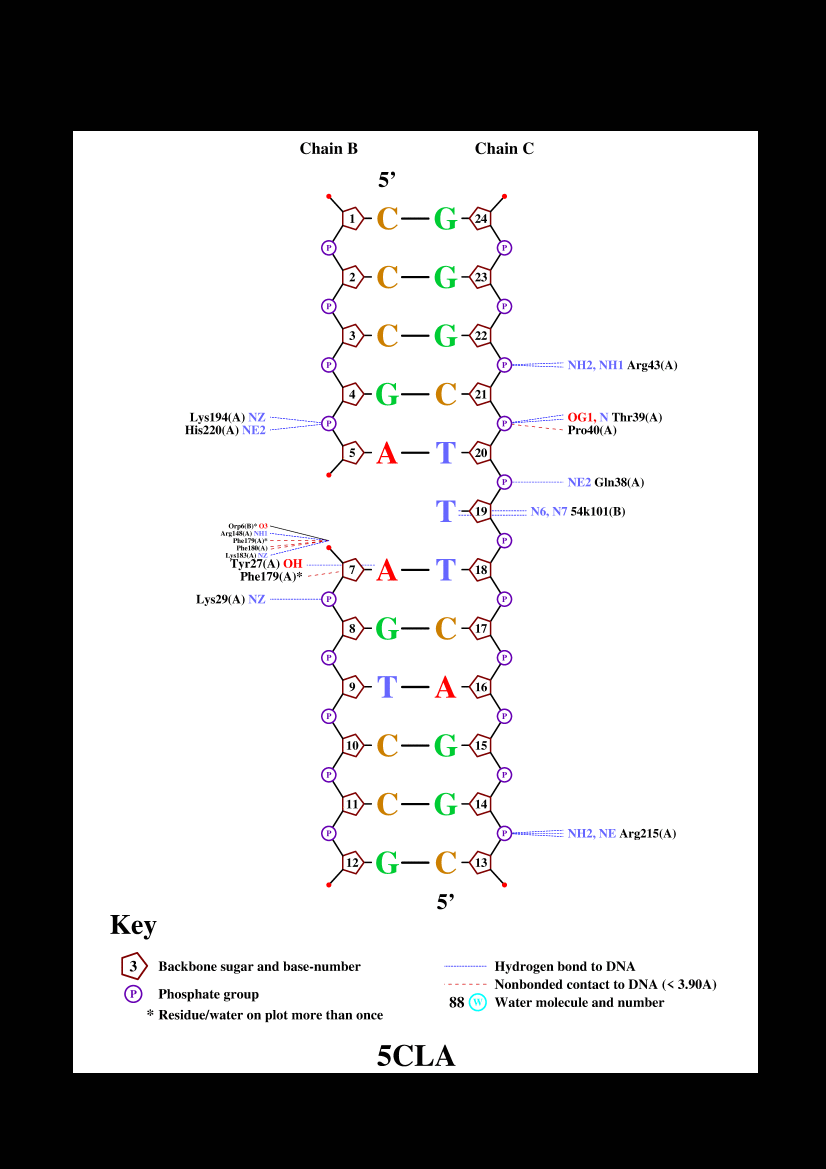 Chain B Chain C
5’
1 C G 24
P P
2 C G 23
P P
3 C G 22
P P NH2, NH1 Arg43(A)
4 G C 21
Lys194(A) NZ P P OG1, N Thr39(A)
His220(A) NE2 Pro40(A)
5 A T 20
P NE2 Gln38(A)
T 19 N6, N7 54k101(B)
Orp6(B)* O3
Arg148(A) NH1
Phe179(A)* P
Phe180(A)
Lys183(A) NZ
Tyr27(A) OH
7 A T 18
Phe179(A)*
Lys29(A) NZ P P
8 G C 17
P P
9 T A 16
P P
10 C G 15
P P
11 C G 14
P P NH2, NE Arg215(A)
12 G C 13
5’
Key
3 Backbone sugar and base-number
P Phosphate group
* Residue/water on plot more than once
Hydrogen bond to DNA
Nonbonded contact to DNA (< 3.90A)
88 W Water molecule and number
5CLA